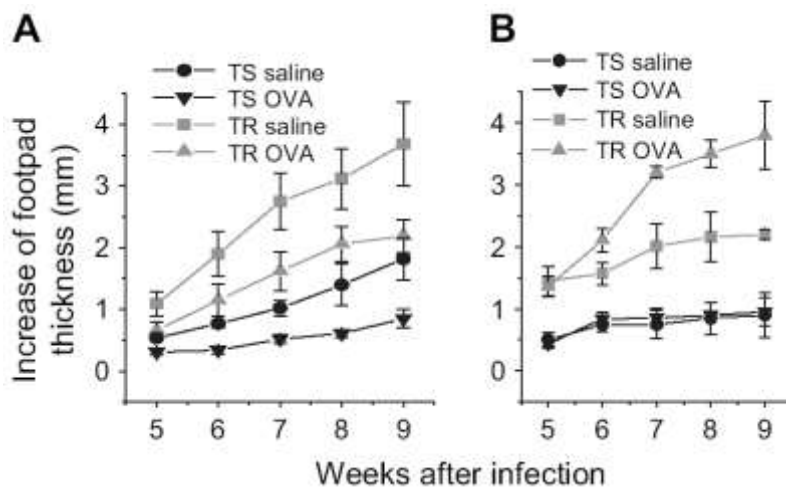 A
TS saline
TS OVA
TR saline
TR OVA
Increase of footpad
thickness (mm)
4
3
2
1
0
5 6 7 8 9
B
TS saline
TS OVA
TR saline
TR OVA
4
3
2
1
0
5 6 7 8 9
Weeks after infection